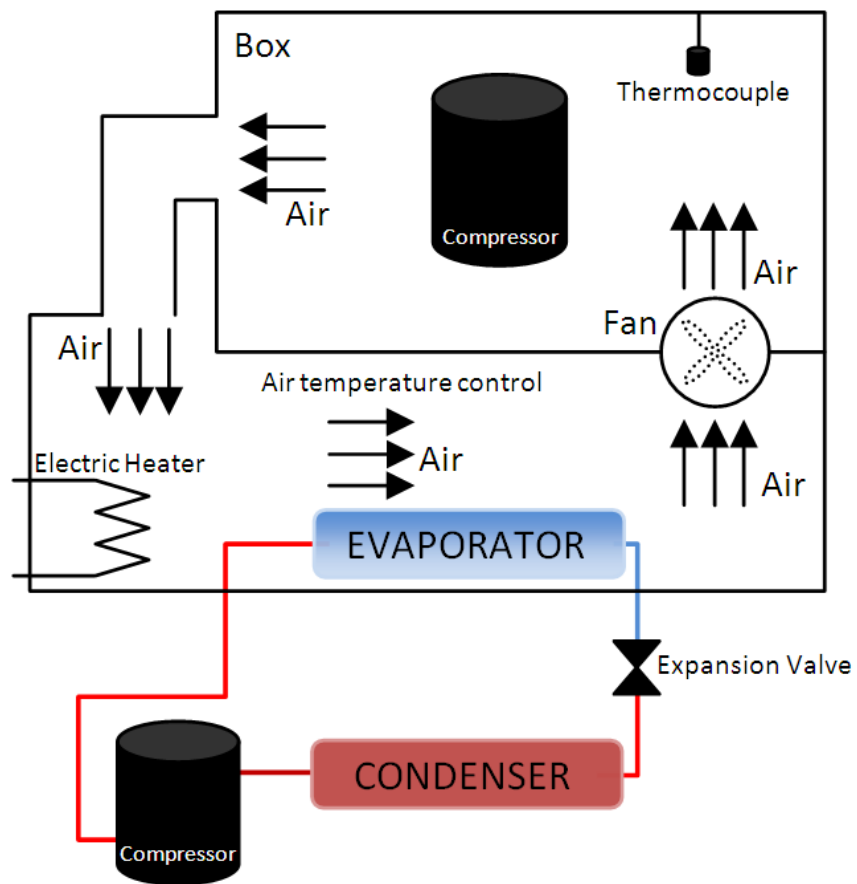 Box
Thermocouple
Air
Compressor
Air
Fan
Air
Air temperature control
Air
Electric Heater
Air
EVAPORATOR
Expansion Valve
CONDENSER
Compressor